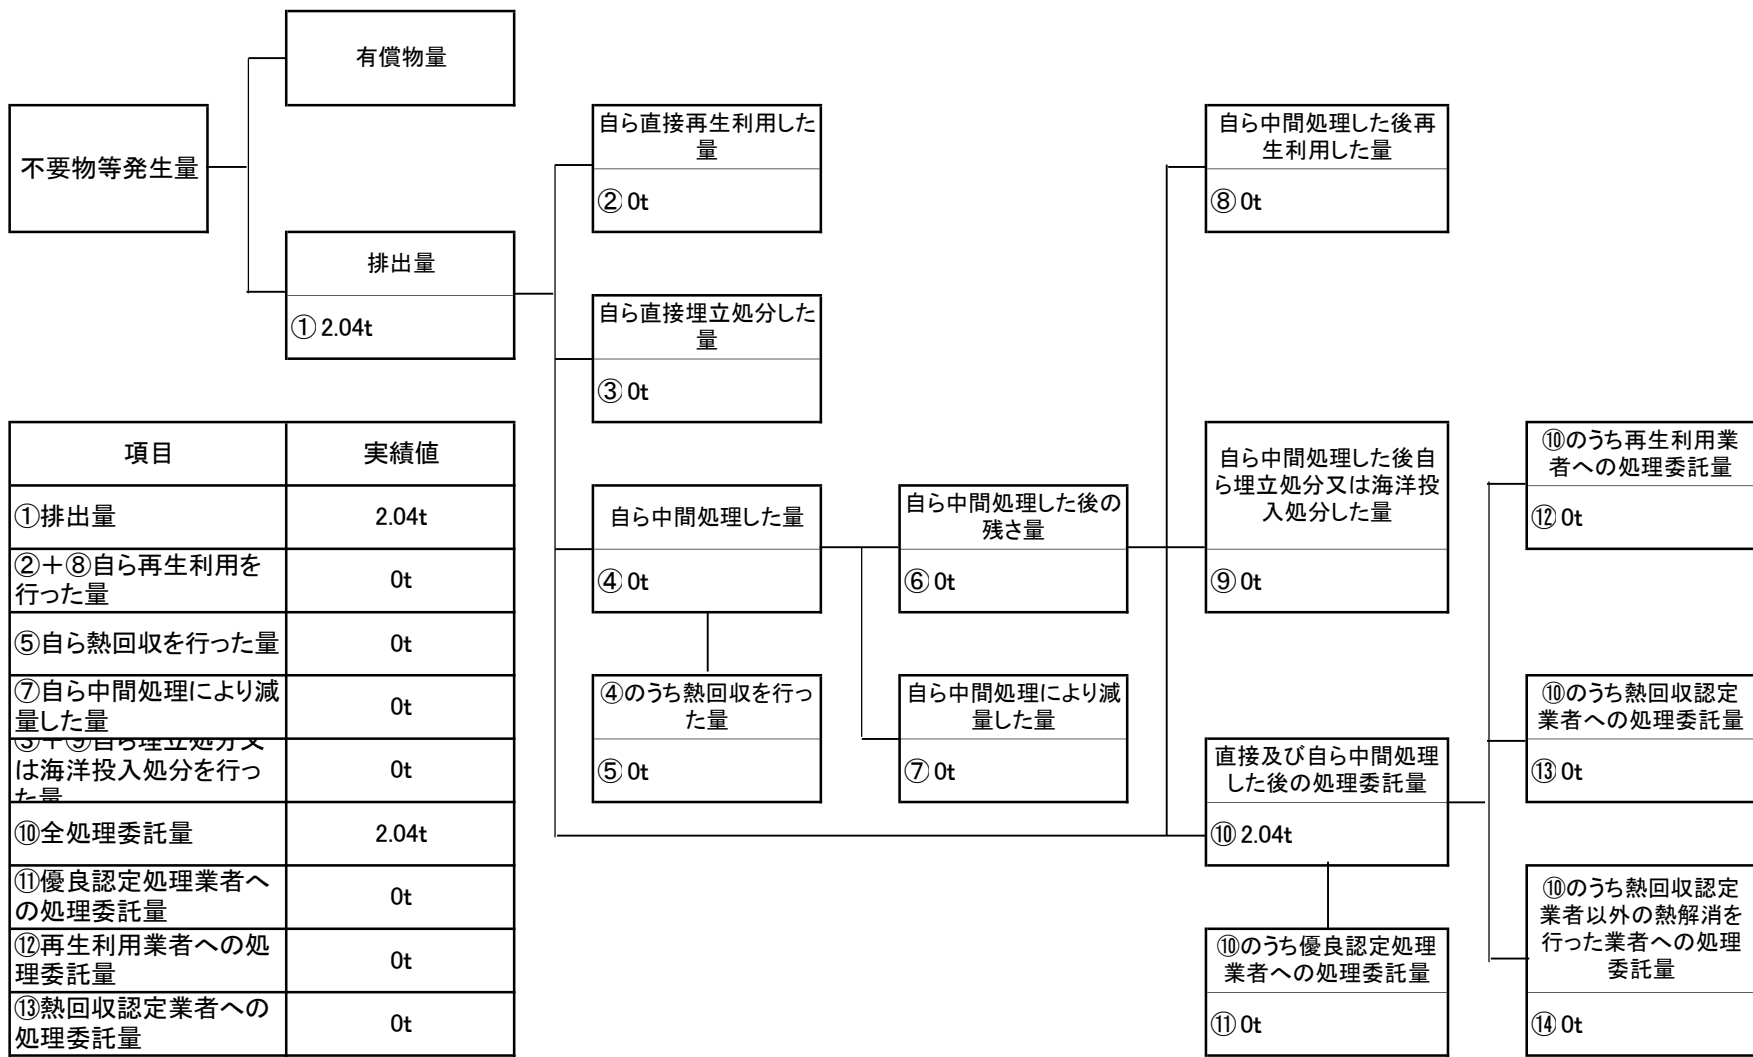 有償物量
不要物等発生量
排出量
① 2.04t
自ら直接再生利用した
量
② 0t
自ら直接埋立処分した
量
③ 0t
自ら中間処理した量
④ 0t
④のうち熱回収を行っ
た量
⑤ 0t
自ら中間処理した後の
残さ量
⑥ 0t
自ら中間処理により減
量した量
⑦ 0t
自ら中間処理した後再
生利用した量
⑧ 0t
自ら中間処理した後自
ら埋立処分又は海洋投
入処分した量
⑨ 0t
直接及び自ら中間処理
した後の処理委託量
⑩ 2.04t
⑩のうち優良認定処理
業者への処理委託量
⑪ 0t
⑩のうち再生利用業
者への処理委託量
⑫ 0t
⑩のうち熱回収認定
業者への処理委託量
⑬ 0t
⑩のうち熱回収認定
業者以外の熱解消を
行った業者への処理
委託量
⑭ 0t
項目 実績値
①排出量 2.04t
②＋⑧自ら再生利用を
行った量 0t
⑤自ら熱回収を行った量 0t
⑦自ら中間処理により減
量した量 0t
③＋⑨自ら埋立処分又
は海洋投入処分を行っ
た量 0t
⑩全処理委託量 2.04t
⑪優良認定処理業者へ
の処理委託量 0t
⑫再生利用業者への処
理委託量 0t
⑬熱回収認定業者への
処理委託量 0t